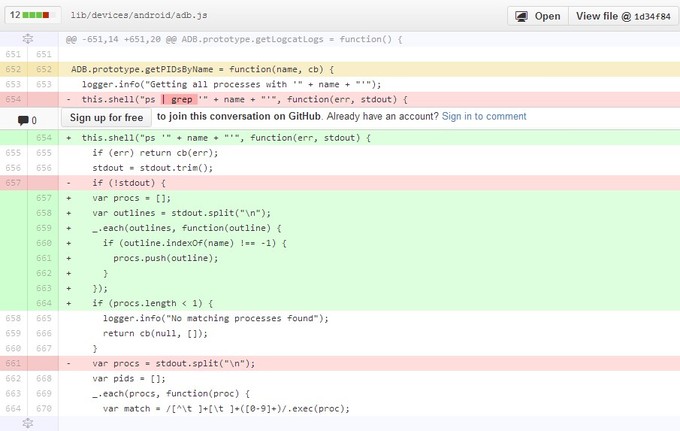 12 lib/devices/android/adb.js Open View file @ 1d34f84
@@ -651,14 +651,20 @@ ADB.prototype.getLogcatLogs = function() {
651 651
652 652 ADB.prototype.getPIDsByName = function(name, cb) {
653 653 logger.info("Getting all processes with '" + name + "'");
654 - this.shell("ps | grep '" + name + "'", function(err, stdout) {
0 Sign up for free to join this conversation on GitHub. Already have an account? Sign in to comment
654 + this.shell("ps '" + name + "'", function(err, stdout) {
655 655 if (err) return cb(err);
656 656 stdout = stdout.trim();
657 - if (!stdout) {
657 + var procs = [];
658 + var outlines = stdout.split("\n");
659 + _.each(outlines, function(outline) {
660 + if (outline.indexOf(name) !== -1) {
661 + procs.push(outline);
662 + }
663 + });
664 + if (procs.length < 1) {
658 665 logger.info("No matching processes found");
659 666 return cb(null, []);
660 667 }
661 - var procs = stdout.split("\n");
662 668 var pids = [];
663 669 _.each(procs, function(proc) {
664 670 var match = /[^\t ]+[\t ]+([0-9]+)/.exec(proc);